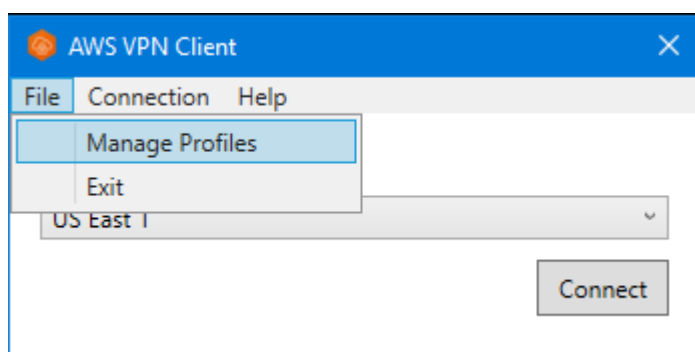 AWS VPN Client
File Connection Help
Manage Profiles
Exit
US East 1
Connect